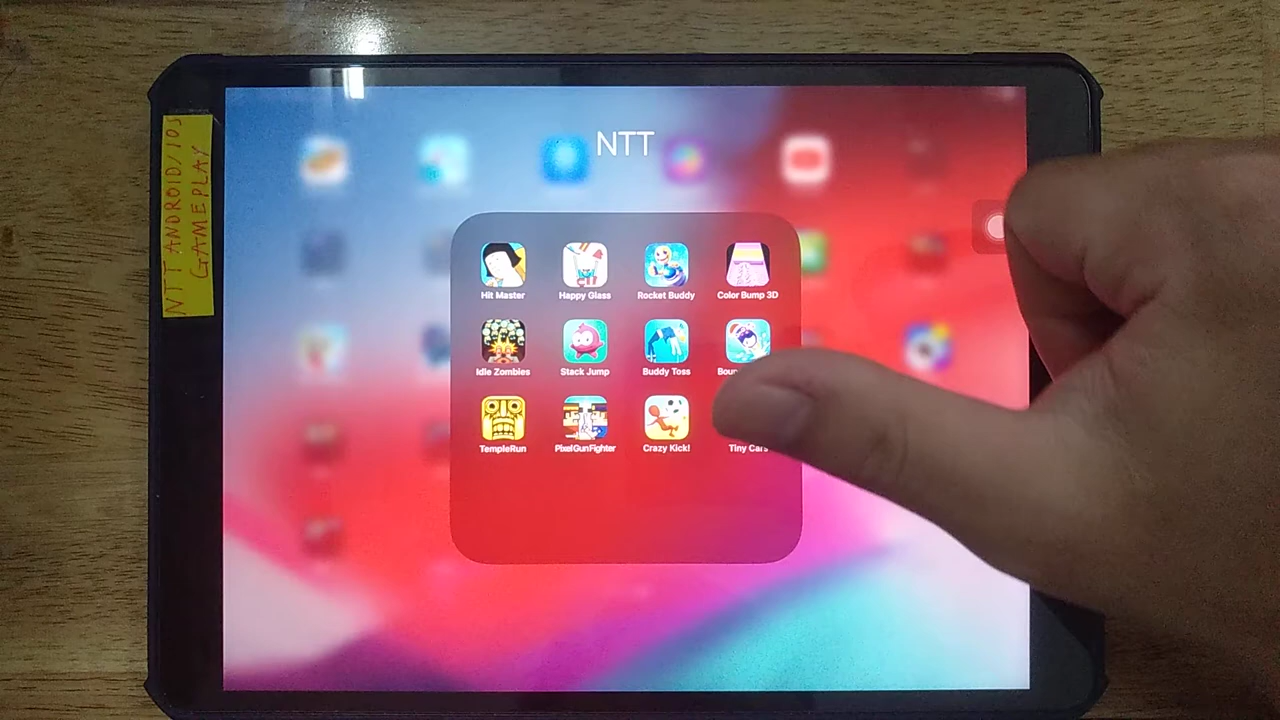 NTT ANDROID/IOS
GAMEPLAY
NTT
Hit Master
Happy Glass
Rocket Buddy
Color Bump 3D
Idle Zombies
Stack Jump
Buddy Toss
TempleRun
PixelGunFighter
Crazy Kick!
Tiny Cars